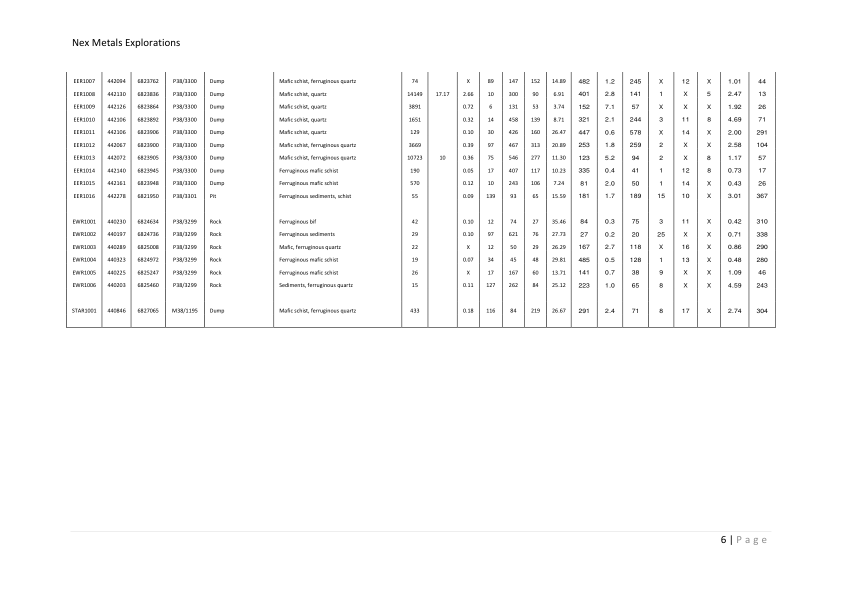 Nex Metals Explorations
EER1007 442094 6823762 P38/3300 Dump Mafic schist, ferruginous quartz 74 X 89 147 152 14.89 482 1.2 245 X 12 X 1.01 44
EER1008 442130 6823836 P38/3300 Dump Mafic schist, quartz 14149 17.17 2.66 10 300 90 6.91 401 2.8 141 1 X 5 2.47 13
EER1009 442126 6823864 P38/3300 Dump Mafic schist, quartz 3891 0.72 6 131 53 3.74 152 7.1 57 X X X 1.92 26
EER1010 442106 6823892 P38/3300 Dump Mafic schist, quartz 1651 0.32 14 458 139 8.71 321 2.1 244 3 11 8 4.69 71
EER1011 442106 6823906 P38/3300 Dump Mafic schist, quartz 129 0.10 30 426 160 26.47 447 0.6 578 X 14 X 2.00 291
EER1012 442067 6823900 P38/3300 Dump Mafic schist, ferruginous quartz 3669 0.39 97 467 313 20.89 253 1.8 259 2 X X 2.58 104
EER1013 442072 6823905 P38/3300 Dump Mafic schist, ferruginous quartz 10723 10 0.36 75 546 277 11.30 123 5.2 94 2 X 8 1.17 57
EER1014 442140 6823945 P38/3300 Dump Ferruginous mafic schist 190 0.05 17 407 117 10.23 335 0.4 41 1 12 8 0.73 17
EER1015 442161 6823948 P38/3300 Dump Ferruginous mafic schist 570 0.12 10 243 106 7.24 81 2.0 50 1 14 X 0.43 26
EER1016 442278 6821950 P38/3301 Pit Ferruginous sediments, schist 55 0.09 139 93 65 15.59 181 1.7 189 15 10 X 3.01 367
EWR1001 440230 6824634 P38/3299 Rock Ferruginous bif 42 0.10 12 74 27 35.46 84 0.3 75 3 11 X 0.42 310
EWR1002 440197 6824736 P38/3299 Rock Ferruginous sediments 29 0.10 97 621 76 27.73 27 0.2 20 25 X X 0.71 338
EWR1003 440289 6825008 P38/3299 Rock Mafic, ferruginous quartz 22 X 12 50 29 26.29 167 2.7 118 X 16 X 0.86 290
EWR1004 440323 6824972 P38/3299 Rock Ferruginous mafic schist 19 0.07 34 45 48 29.81 485 0.5 128 1 13 X 0.48 280
EWR1005 440225 6825247 P38/3299 Rock Ferruginous mafic schist 26 X 17 167 60 13.71 141 0.7 38 9 X X 1.09 46
EWR1006 440203 6825460 P38/3299 Rock Sediments, ferruginous quartz 15 0.11 127 262 84 25.12 223 1.0 65 8 X X 4.59 243
STAR1001 440846 6827065 M38/1195 Dump Mafic schist, ferruginous quartz 433 0.18 116 84 219 26.67 291 2.4 71 8 17 X 2.74 304
6 | Page